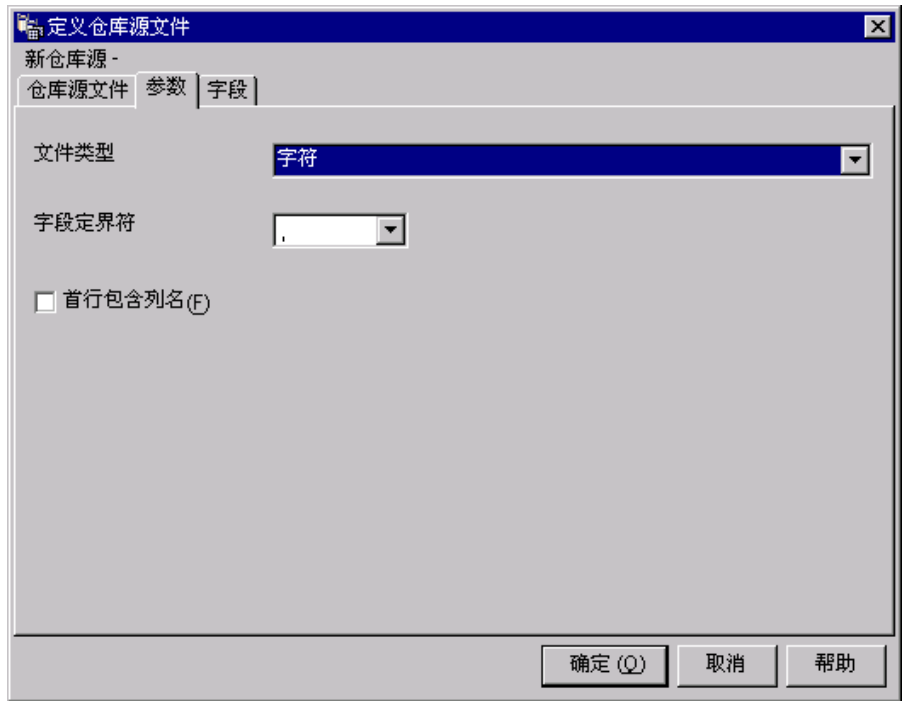 定义仓库源文件
新仓库源 -
仓库源文件 参数 字段
文件类型 字符
字段定界符 ,
首行包含列名(F)
确定 (O) 取消 帮助